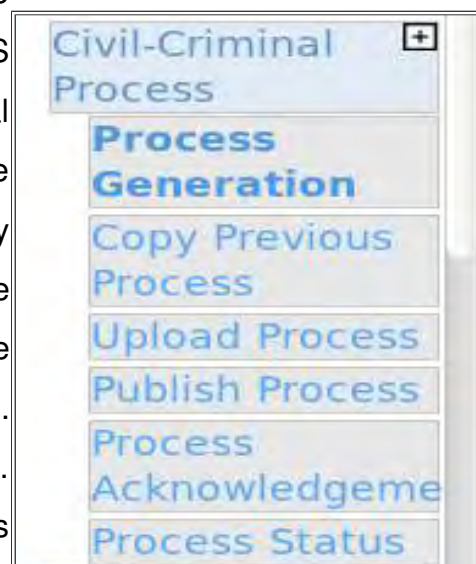 Civil-Criminal
Process
Process
Generation
Copy Previous
Process
Upload Process
Publish Process
Process
Acknowledgeme
Process Status